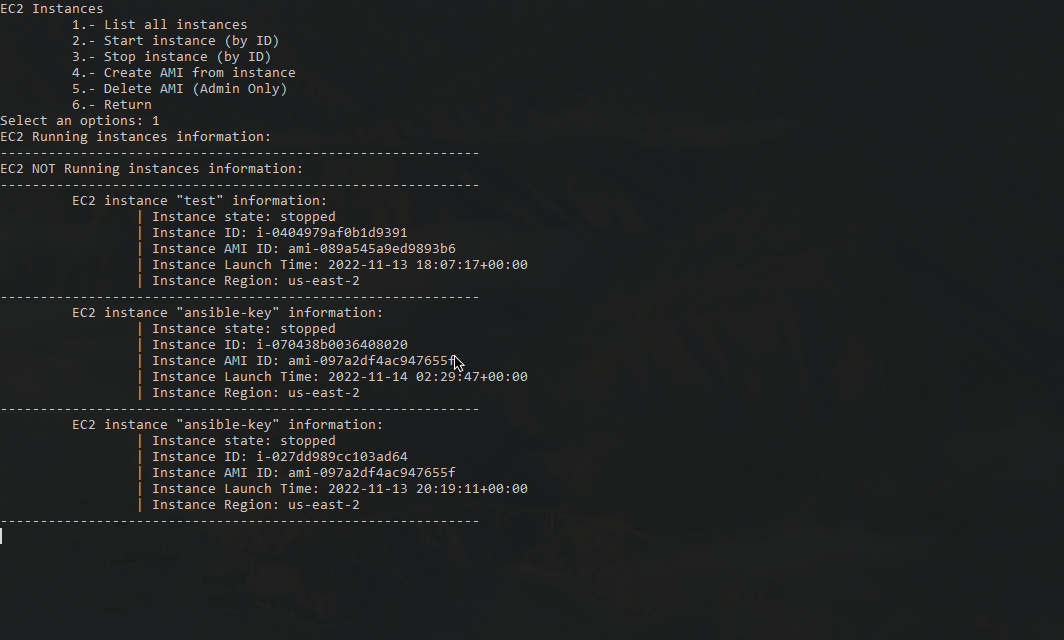 EC2 Instances
1.- List all instances
2.- Start instance (by ID)
3.- Stop instance (by ID)
4.- Create AMI from instance
5.- Delete AMI (Admin Only)
6.- Return
Select an options: 1
EC2 Running instances information:
------------------------------------------------------------
EC2 NOT Running instances information:
------------------------------------------------------------
EC2 instance "test" information:
| Instance state: stopped
| Instance ID: i-0404979af0b1d9391
| Instance AMI ID: ami-089a545a9ed9893b6
| Instance Launch Time: 2022-11-13 18:07:17+00:00
| Instance Region: us-east-2
------------------------------------------------------------
EC2 instance "ansible-key" information:
| Instance state: stopped
| Instance ID: i-070438b0036408020
| Instance AMI ID: ami-097a2df4ac947655f
| Instance Launch Time: 2022-11-14 02:29:47+00:00
| Instance Region: us-east-2
------------------------------------------------------------
EC2 instance "ansible-key" information:
| Instance state: stopped
| Instance ID: i-027dd989cc103ad64
| Instance AMI ID: ami-097a2df4ac947655f
| Instance Launch Time: 2022-11-13 20:19:11+00:00
| Instance Region: us-east-2
------------------------------------------------------------